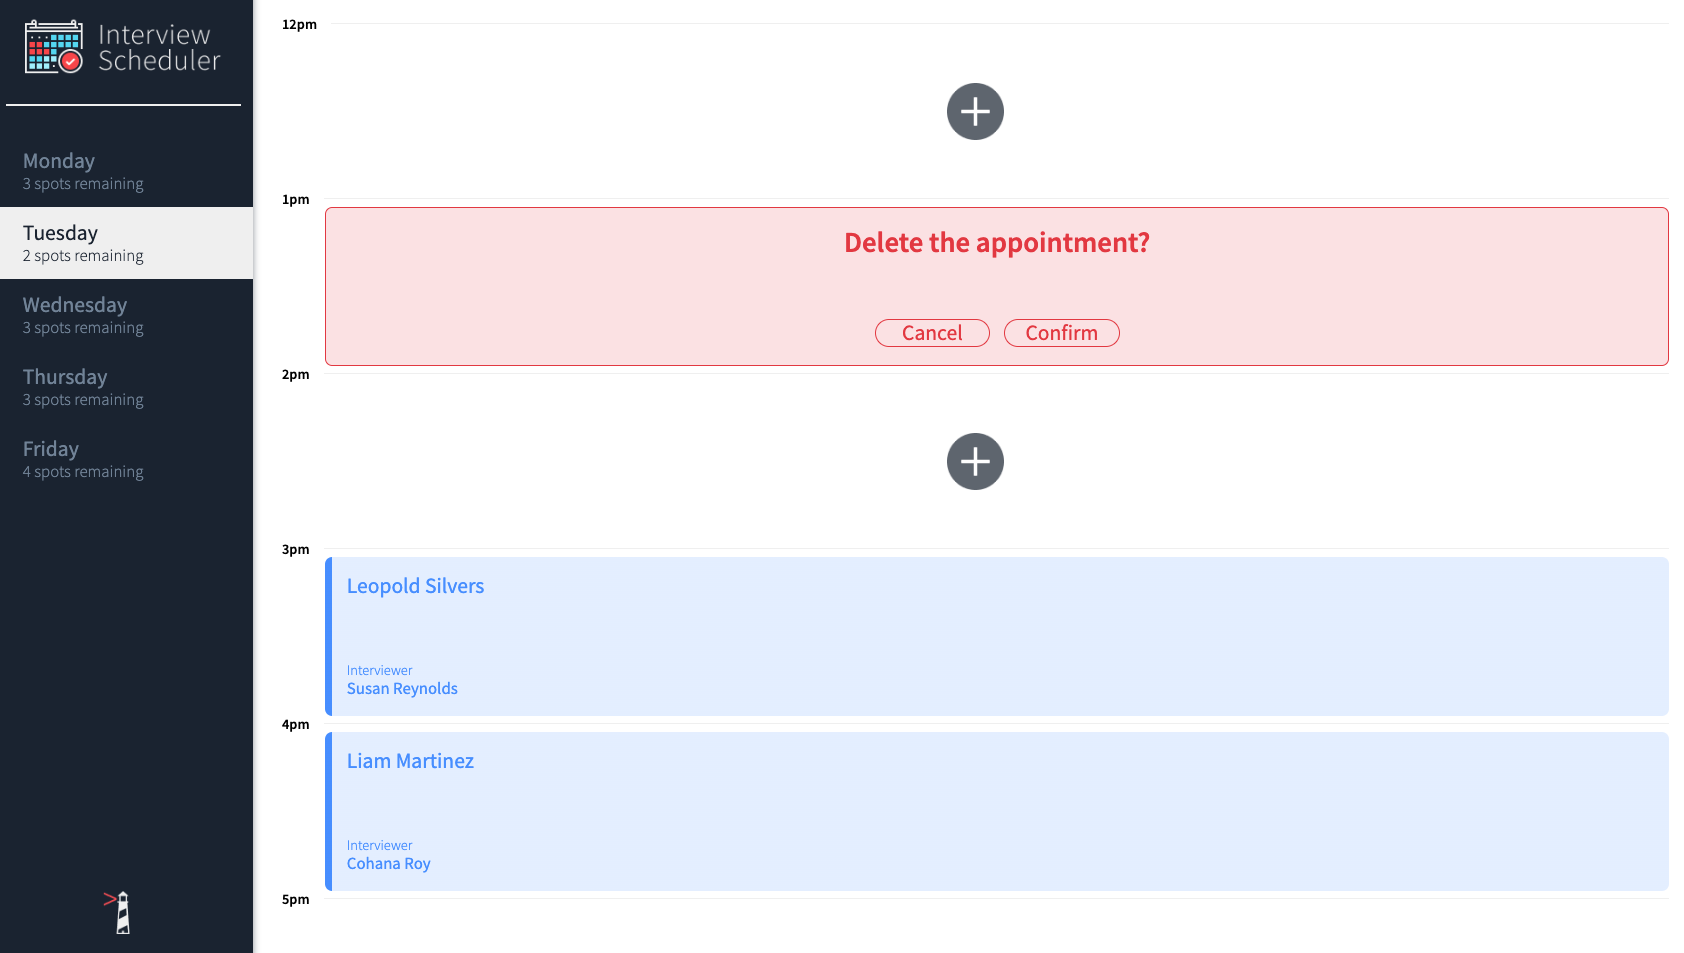 Interview
Scheduler
Monday
3 spots remaining
Tuesday
2 spots remaining
Wednesday
3 spots remaining
Thursday
3 spots remaining
Friday
4 spots remaining
12pm
1pm
Delete the appointment?
Cancel Confirm
2pm
3pm
Leopold Silvers
Interviewer
Susan Reynolds
4pm
Liam Martinez
Interviewer
Cohana Roy
5pm